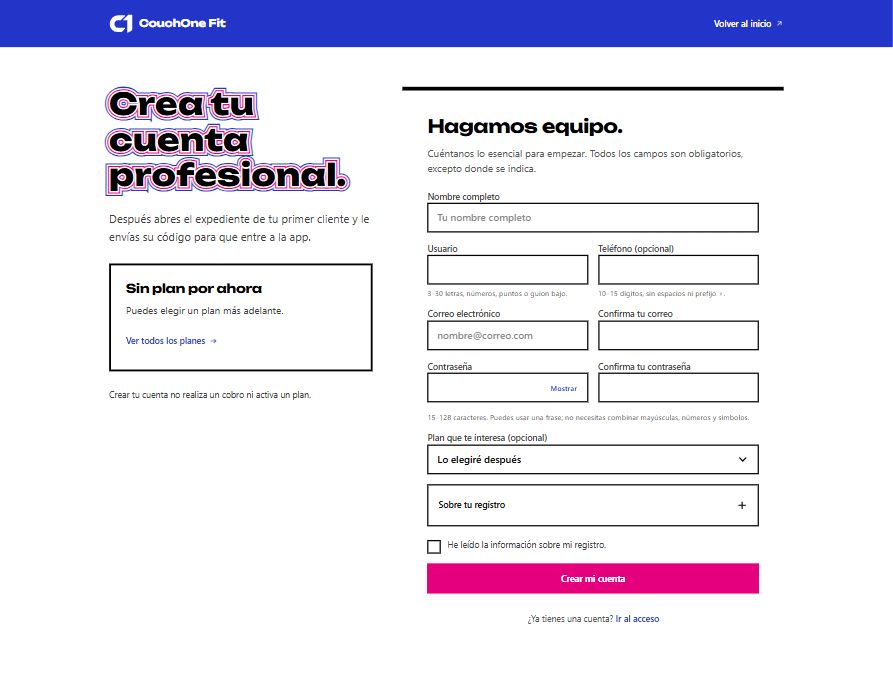 C1 CouchOne Fit
Volver al inicio ↗
Crea tu
cuenta
profesional.
Después abres el expediente de tu primer cliente y le
envías su código para que entre a la app.
Sin plan por ahora
Puedes elegir un plan más adelante.
Ver todos los planes →
Crear tu cuenta no realiza un cobro ni activa un plan.
Hagamos equipo.
Cuéntanos lo esencial para empezar. Todos los campos son obligatorios,
excepto donde se indica.
Nombre completo
Tu nombre completo
Usuario
Teléfono (opcional)
3-30 letras, números, puntos o guion bajo.
10-15 dígitos, sin espacios ni prefijo +.
Correo electrónico
Confirma tu correo
nombre@correo.com
Contraseña
Confirma tu contraseña
Mostrar
15-128 caracteres. Puedes usar una frase; no necesitas combinar mayúsculas, números y símbolos.
Plan que te interesa (opcional)
Lo elegiré después
Sobre tu registro +
He leído la información sobre mi registro.
Crear mi cuenta
¿Ya tienes una cuenta? Ir al acceso